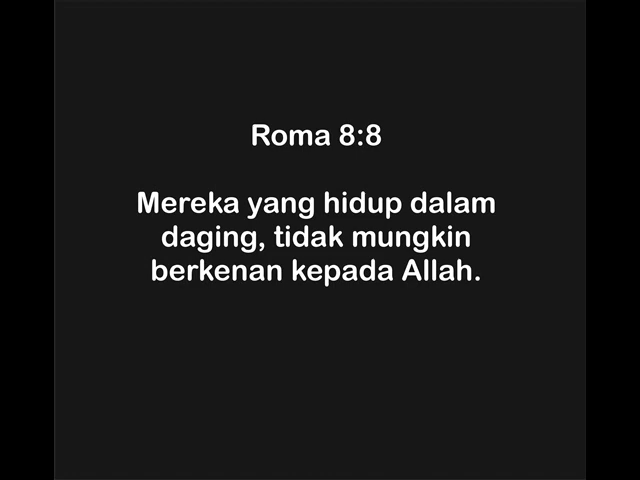 Roma 8:8
Mereka yang hidup dalam
daging, tidak mungkin
berkenan kepada Allah.